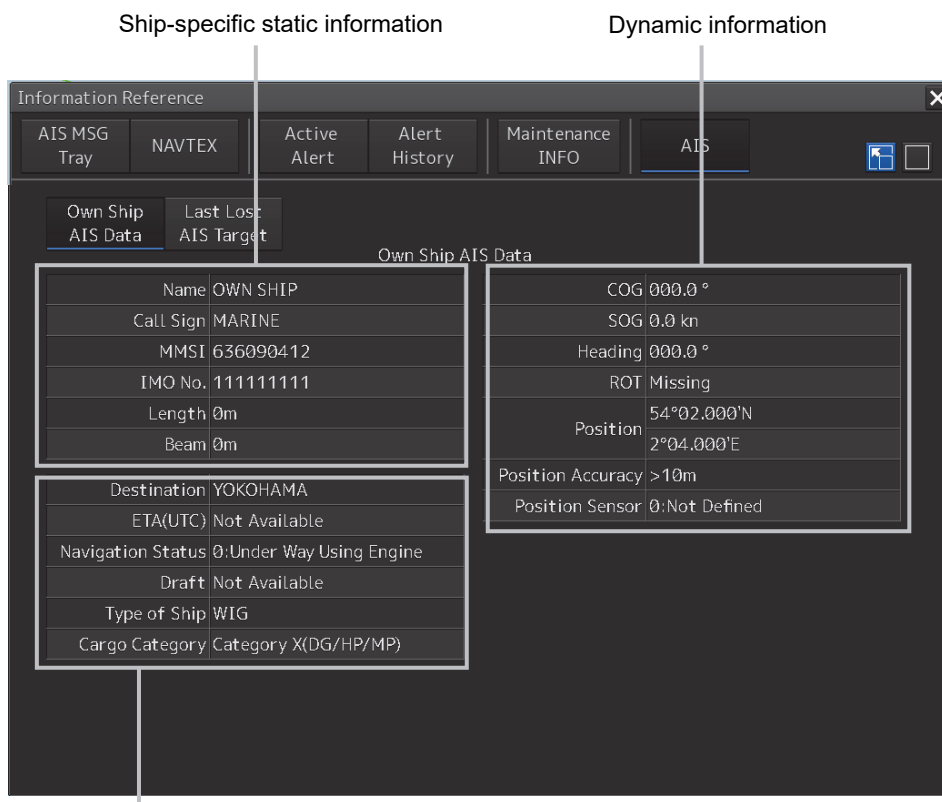 Ship-specific static information
Dynamic information
Information Reference
AIS MSG
Tray
NAVTEX
Active
Alert
Alert
History
Maintenance
INFO
AIS
Own Ship
AIS Data
Last Lost
AIS Target
Own Ship AIS Data
Name OWN SHIP
Call Sign MARINE
MMSI 636090412
IMO No. 111111111
Length 0m
Beam 0m
Destination YOKOHAMA
ETA(UTC) Not Available
Navigation Status 0:Under Way Using Engine
Draft Not Available
Type of Ship WIG
Cargo Category Category X(DG/HP/MP)
COG 000.0 °
SOG 0.0 kn
Heading 000.0 °
ROT Missing
Position
54°02.000'N
2°04.000'E
Position Accuracy >10m
Position Sensor 0:Not Defined